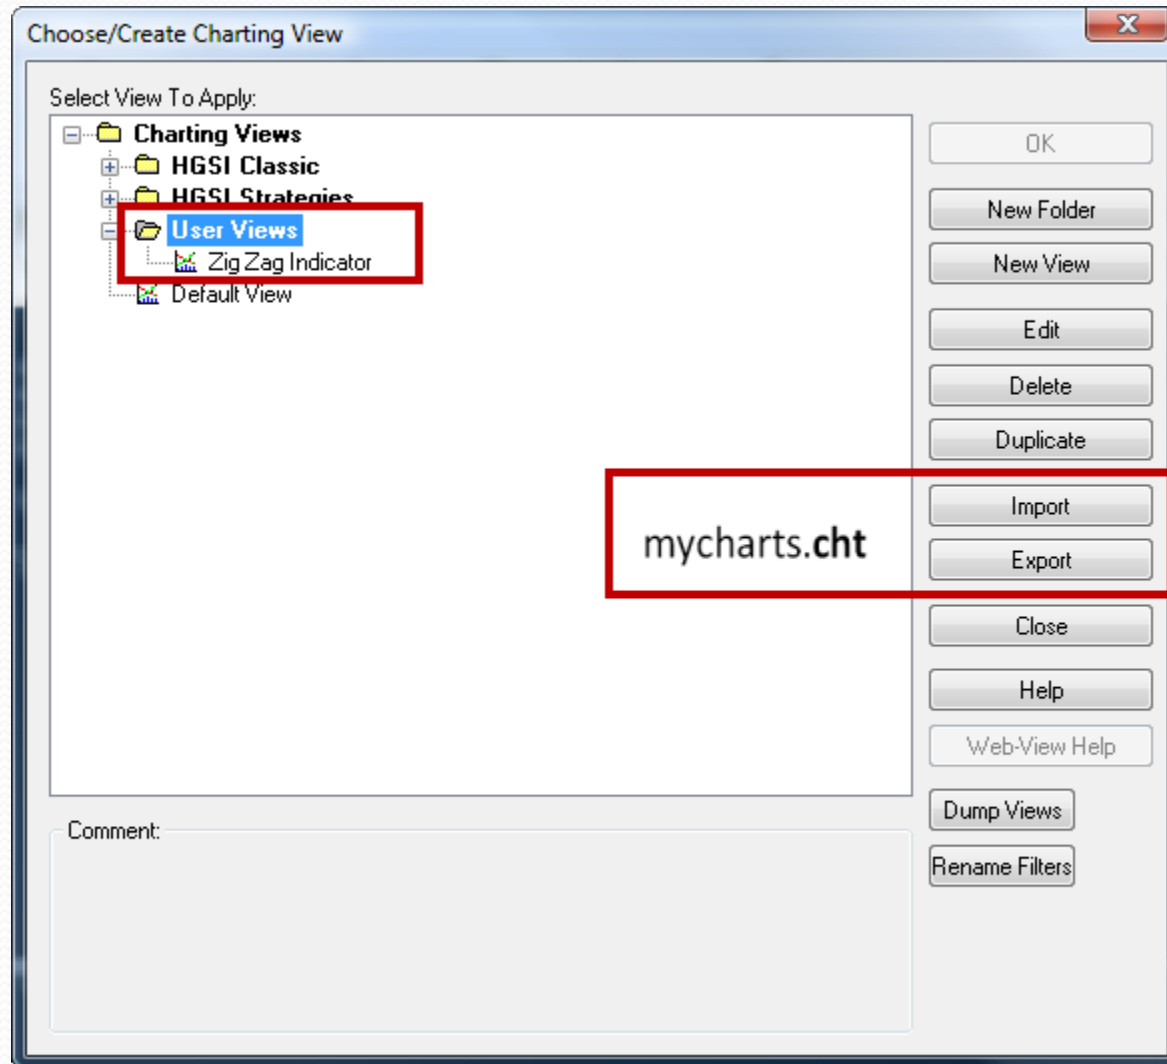 Choose/Create Charting View
Select View To Apply:
Charting Views
HGSI Classic
HGSI Strategies
User Views
Zig Zag Indicator
Default View
OK
New Folder
New View
Edit
Delete
Duplicate
Import
mycharts.cht
Export
Close
Help
Web-View Help
Dump Views
Comment:
Rename Filters